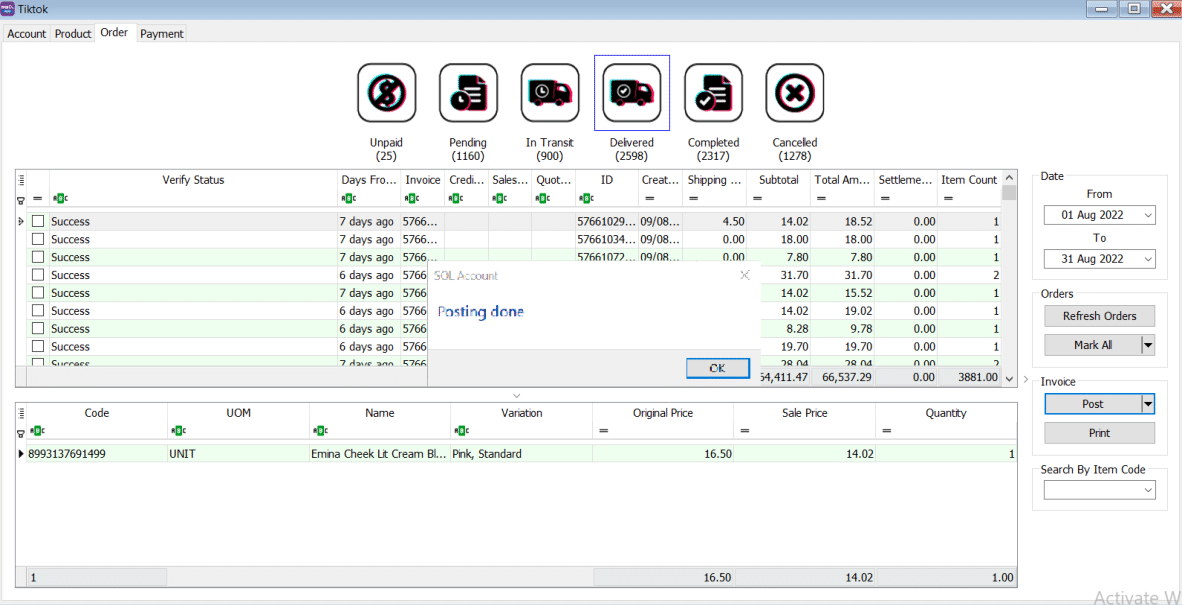 Tiktok
Account Product Order Payment
Unpaid Pending In Transit Delivered Completed Cancelled
(25) (1160) (900) (2598) (2317) (1278)
Verify Status Days Fro... Invoice Credi... Sales... Quot... ID Creat... Shipping ... Subtotal Total Am... Settleme... Item Count
Success 7 days ago 5766... 57661029... 09/08... 4.50 14.02 18.52 0.00 1
Success 7 days ago 5766... 57661034... 09/08... 0.00 18.00 18.00 0.00 1
Success 7 days ago 5766... 57661072... 09/08... 0.00 7.80 7.80 0.00 1
Success 6 days ago 5766 31.70 31.70 0.00 2
Success 7 days ago 5766 14.02 15.52 0.00 1
Success 7 days ago 5766 14.02 19.02 0.00 1
Success 6 days ago 5766 8.28 9.78 0.00 1
Success 6 days ago 5766 19.70 19.70 0.00 1
Success 7 days ago 5766 28.04 28.04 0.00 2
54,411.47 66,537.29 0.00 3881.00
SQL Account
Posting done
OK
Code UOM Name Variation Original Price Sale Price Quantity
8993137691499 UNIT Emina Cheek Lit Cream Bl... Pink, Standard 16.50 14.02 1
1 16.50 14.02 1.00
Date
From
01 Aug 2022
To
31 Aug 2022
Orders
Refresh Orders
Mark All
Invoice
Post
Print
Search By Item Code
Activate W